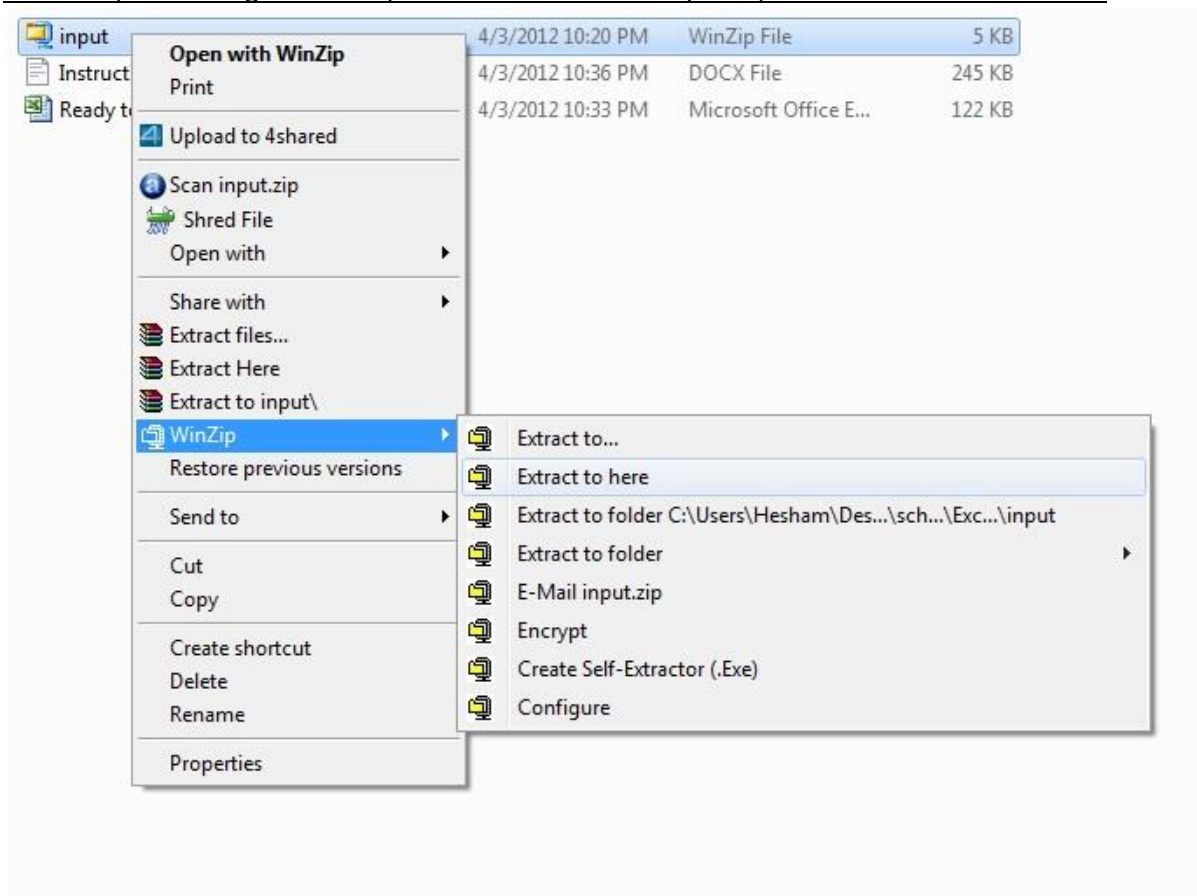 input 4/3/2012 10:20 PM WinZip File 5 KB
Instruct 4/3/2012 10:36 PM DOCX File 245 KB
Ready to 4/3/2012 10:33 PM Microsoft Office E... 122 KB
Open with WinZip
Print
Upload to 4shared
Scan input.zip
Shred File
Open with
Share with
Extract files...
Extract Here
Extract to input\
WinZip
Restore previous versions
Send to
Cut
Copy
Create shortcut
Delete
Rename
Properties
Extract to...
Extract to here
Extract to folder C:\Users\Hesham\Des...\sch...\Exc...\input
Extract to folder
E-Mail input.zip
Encrypt
Create Self-Extractor (.Exe)
Configure